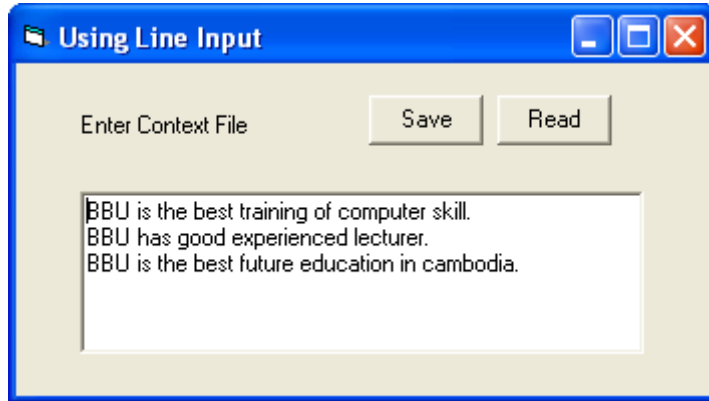 Using Line Input
Enter Context File
Save
Read
BBU is the best training of computer skill.
BBU has good experienced lecturer.
BBU is the best future education in cambodia.